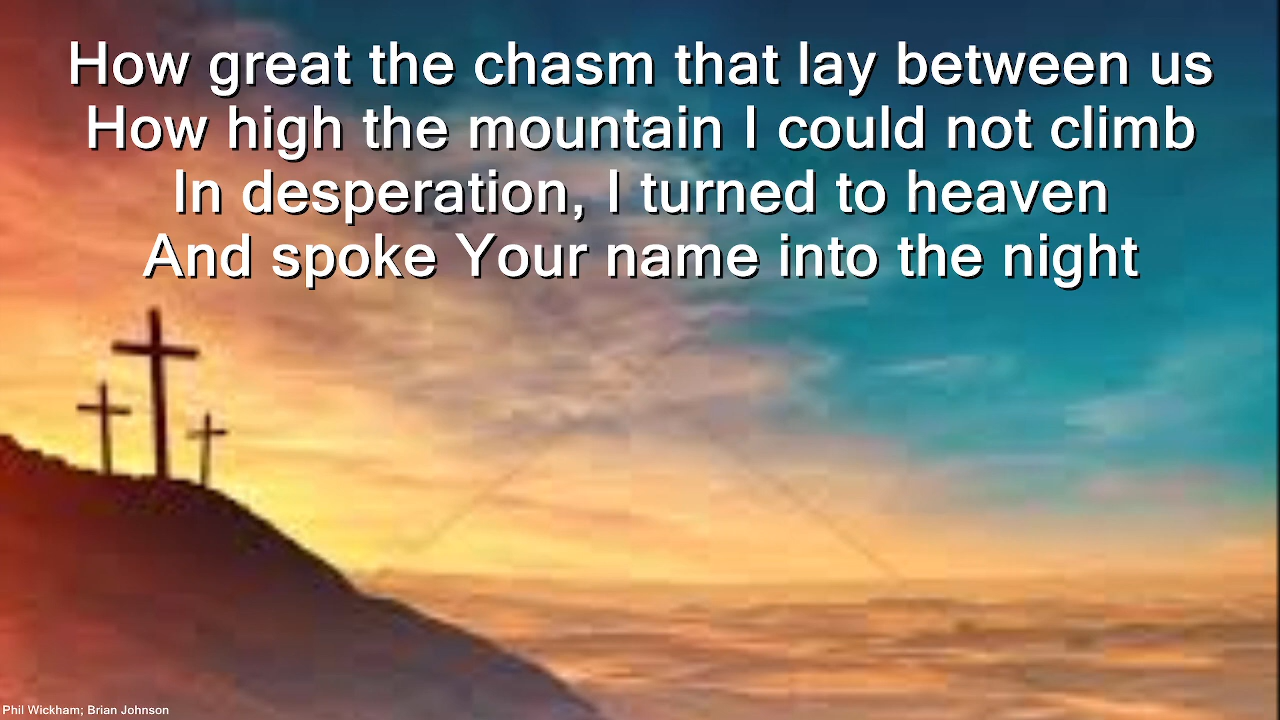 How great the chasm that lay between us
How high the mountain I could not climb
In desperation, I turned to heaven
And spoke Your name into the night
Phil Wickham; Brian Johnson